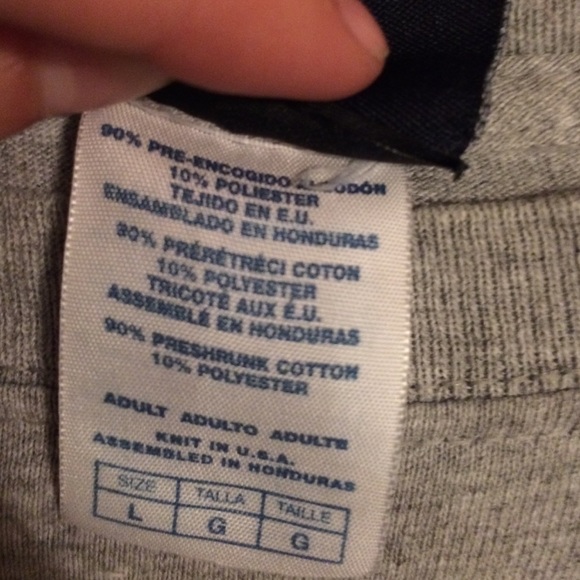 90% PRE-ENCOGIDO ALGODÓN
10% POLIESTER
TEJIDO EN E.U.
ENSAMBLADO EN HONDURAS
90% PRÉRÉTRÉCI COTON
10% POLYESTER
TRICOTÉ AUX É.U.
ASSEMBLÉ EN HONDURAS
90% PRESHRUNK COTTON
10% POLYESTER
ADULT ADULTO ADULTE
KNIT IN U.S.A.
ASSEMBLED IN HONDURAS
SIZE TALLA TAILLE
L G G